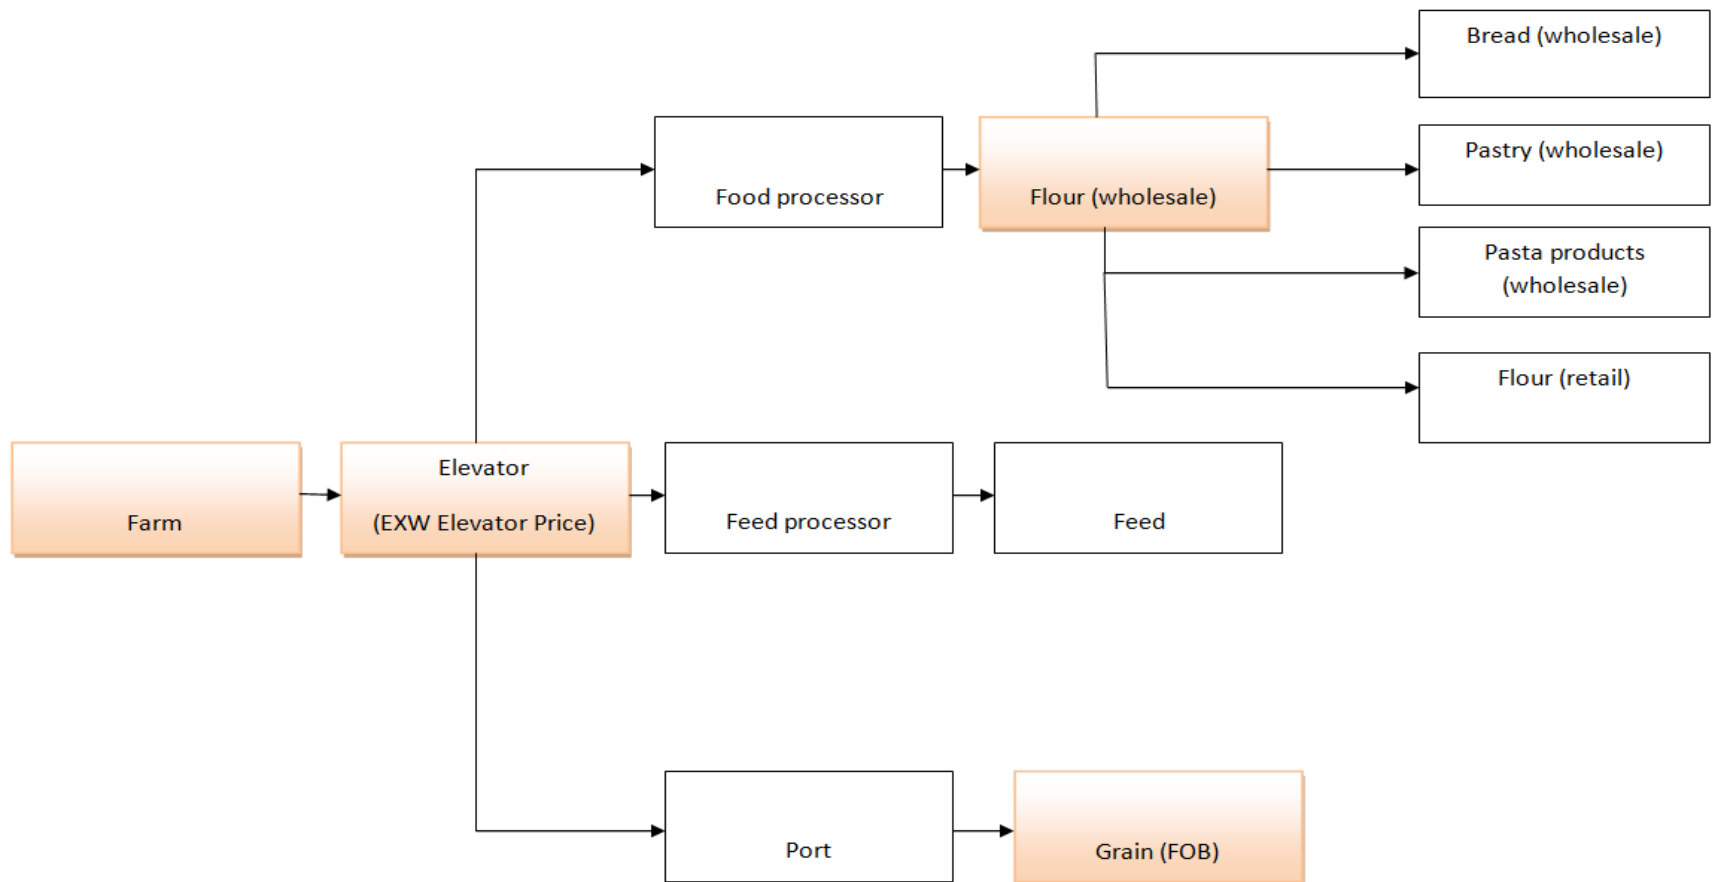 Bread (wholesale)
Pastry (wholesale)
Food processor
Flour (wholesale)
Pasta products
(wholesale)
Flour (retail)
Farm
Elevator
(EXW Elevator Price)
Feed processor
Feed
Port
Grain (FOB)